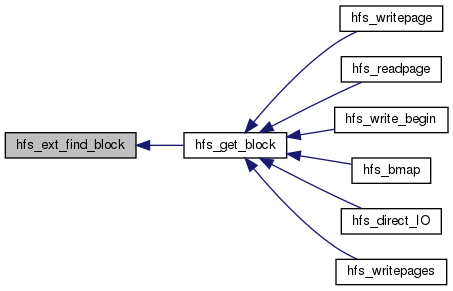 hfs_writepage
hfs_readpage
hfs_write_begin
hfs_ext_find_block
hfs_get_block
hfs_bmap
hfs_direct_IO
hfs_writepages